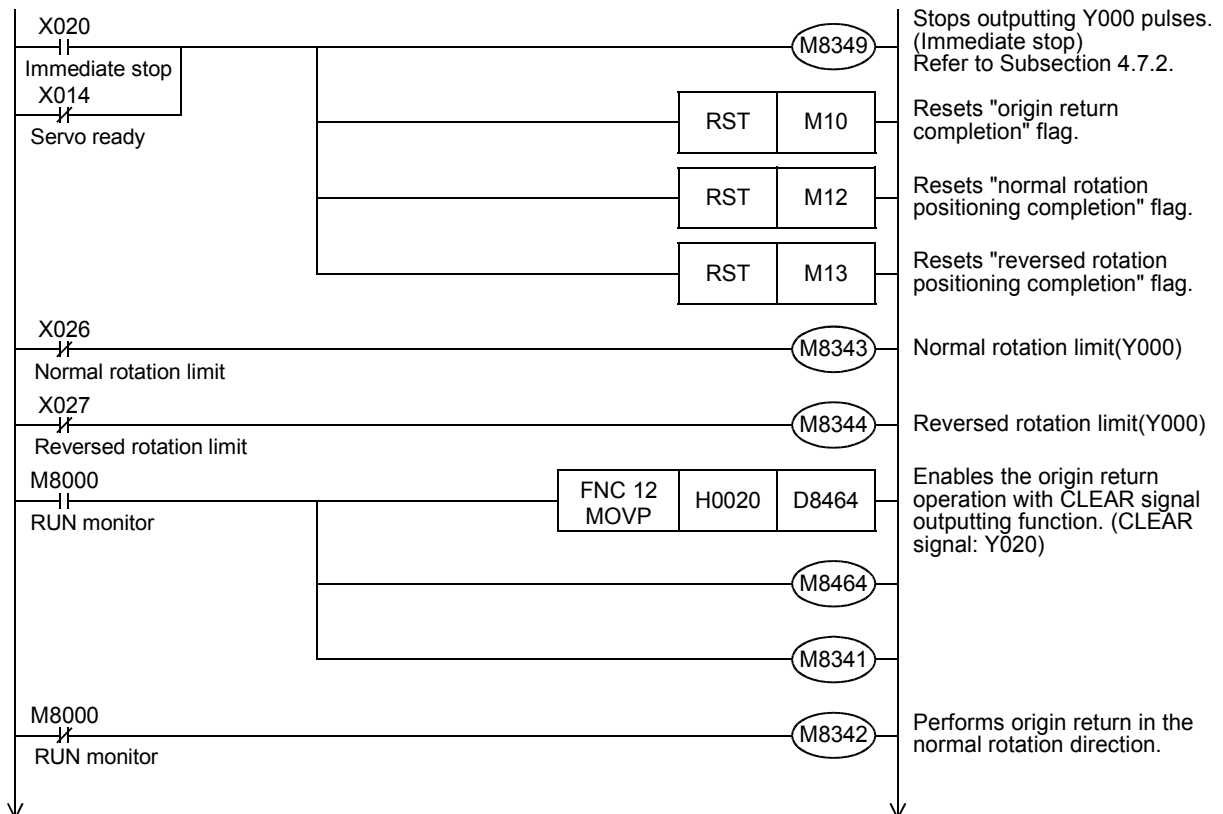 X020
Immediate stop
X014
Servo ready
M8349
Stops outputting Y000 pulses.
(Immediate stop)
Refer to Subsection 4.7.2.
RST M10
Resets "origin return
completion" flag.
RST M12
Resets "normal rotation
positioning completion" flag.
RST M13
Resets "reversed rotation
positioning completion" flag.
X026
Normal rotation limit
M8343
Normal rotation limit(Y000)
X027
Reversed rotation limit
M8344
Reversed rotation limit(Y000)
M8000
RUN monitor
FNC 12
MOVP
H0020
D8464
Enables the origin return
operation with CLEAR signal
outputting function. (CLEAR
signal: Y020)
M8464
M8341
M8000
RUN monitor
M8342
Performs origin return in the
normal rotation direction.